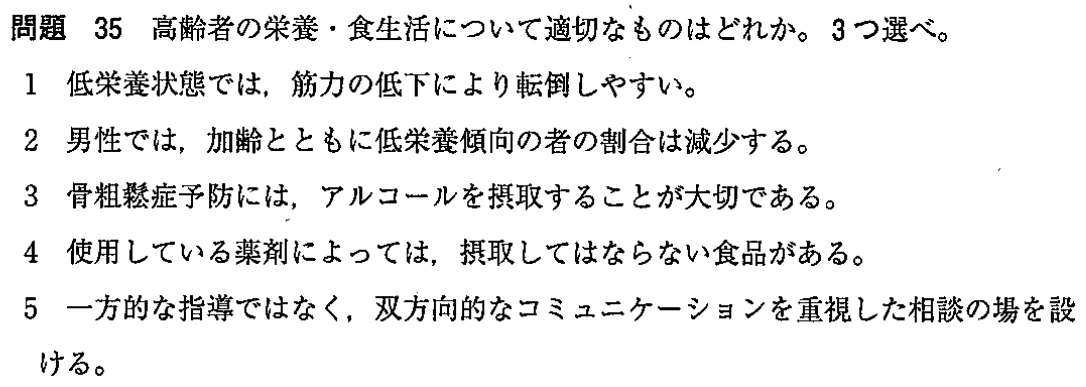 問題 35 高齢者の栄養・食生活について適切なものはどれか。3つ選べ。
1 低栄養状態では，筋力の低下により転倒しやすい。
2 男性では，加齢とともに低栄養傾向の者の割合は減少する。
3 骨粗鬆症予防には，アルコールを摂取することが大切である。
4 使用している薬剤によっては，摂取してはならない食品がある。
5 一方的な指導ではなく，双方向的なコミュニケーションを重視した相談の場を設
ける。